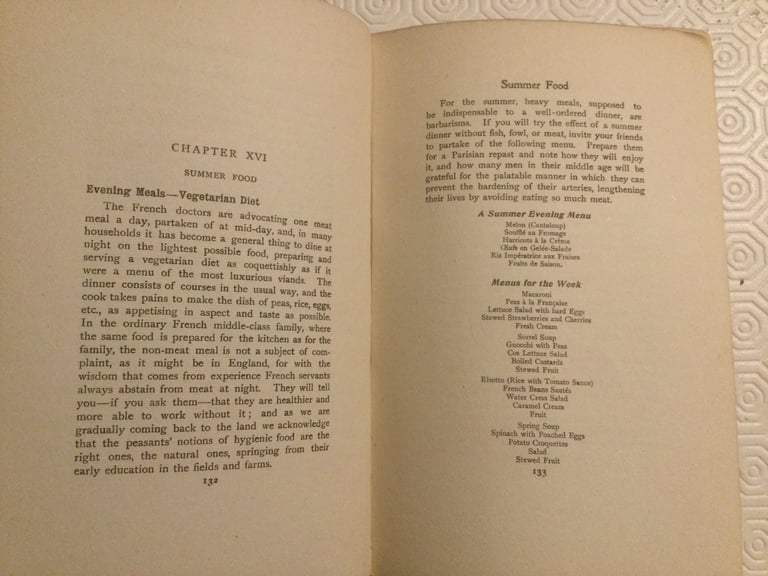 CHAPTER XVI
SUMMER FOOD
Evening Meals—Vegetarian Diet
The French doctors are advocating one meat
meal a day, partaken of at mid-day, and, in many
households it has become a general thing to dine at
night on the lightest possible food, preparing and
serving a vegetarian diet as coquettishly as if it
were a menu of the most luxurious viands. The
dinner consists of courses in the usual way, and the
cook takes pains to make the dish of peas, rice, eggs,
etc., as appetising in aspect and taste as possible.
In the ordinary French middle-class family, where
the same food is prepared for the kitchen as for the
family, the non-meat meal is not a subject of com-
plaint, as it might be in England, for with the
wisdom that comes from experience French servants
always abstain from meat at night. They will tell
you—if you ask them—that they are healthier and
more able to work without it; and as we are
gradually coming back to the land we acknowledge
that the peasants' notions of hygienic food are the
right ones, the natural ones, springing from their
early education in the fields and farms.
132
Summer Food
For the summer, heavy meals, supposed to
be indispensable to a well-ordered dinner, are
barbarisms. If you will try the effect of a summer
dinner without fish, fowl, or meat, invite your friends
to partake of the following menu. Prepare them
for a Parisian repast and note how they will enjoy
it, and how many men in their middle age will be
grateful for the palatable manner in which they can
prevent the hardening of their arteries, lengthening
their lives by avoiding eating so much meat.
A Summer Evening Menu
Melon (Cantaloup)
Soufflé au Fromage
Harricots à la Crème
Œufs en Gelée-Salade
Ris Impératrice aux Fraises
Fruits de Saison.
Menus for the Week
Macaroni
Peas à la Française
Lettuce Salad with hard Eggs
Stewed Strawberries and Cherries
Fresh Cream
Sorrel Soup
Gnocchi with Peas
Cos Lettuce Salad
Boiled Custards
Stewed Fruit
Risotto (Rice with Tomato Sauce)
French Beans Sautés
Water Cress Salad
Caramel Cream
Fruit
Spring Soup
Spinach with Poached Eggs
Potato Croquettes
Salad
Stewed Fruit
133